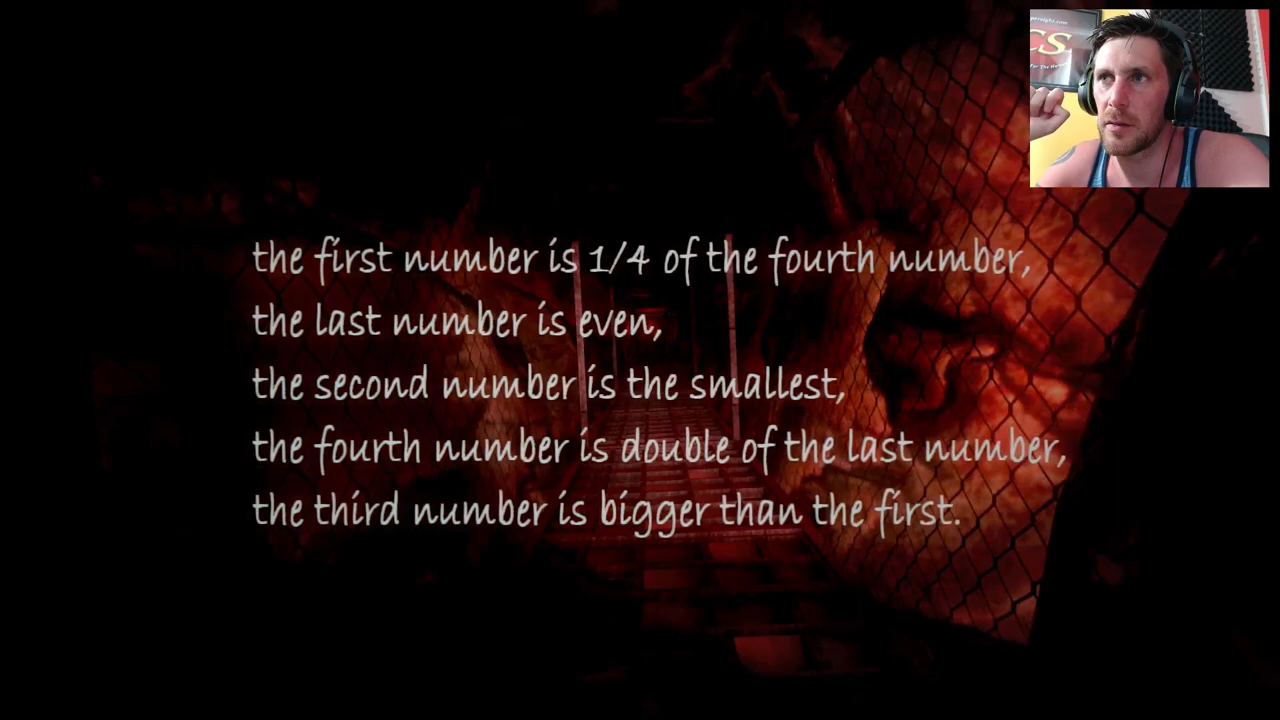 the first number is 1/4 of the fourth number,
the last number is even,
the second number is the smallest,
the fourth number is double of the last number,
the third number is bigger than the first.
CS